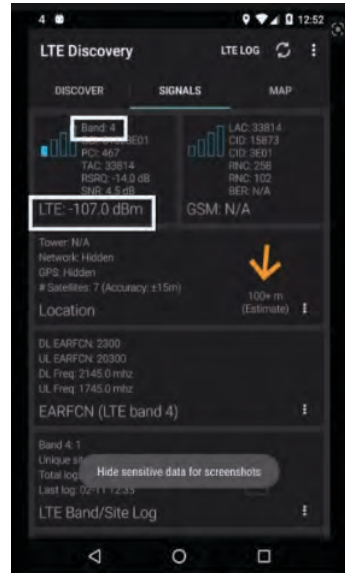 4 12:52
LTE Discovery LTE LOG
DISCOVER SIGNALS MAP
Band: 4
PCI: 467
TAC: 33814
RSRQ: -14.0 dB
SNR: 4.5 dB
LTE: -107.0 dBm
LAC: 33814
CID: 15873
CID: 3E01
RNC: 258
RNC: 102
BER: N/A
GSM: N/A
Tower: N/A
Network: Hidden
GPS: Hidden
# Satellites: 7 (Accuracy: ±15m)
Location
100+ m
(Estimate)
DL EARFCN: 2300
UL EARFCN: 20300
DL Freq: 2145.0 mhz
UL Freq: 1745.0 mhz
EARFCN (LTE band 4)
Band 4: 1
Unique
Total
Hide sensitive data for screenshots
Last log: 02-11 12:35
LTE Band/Site Log